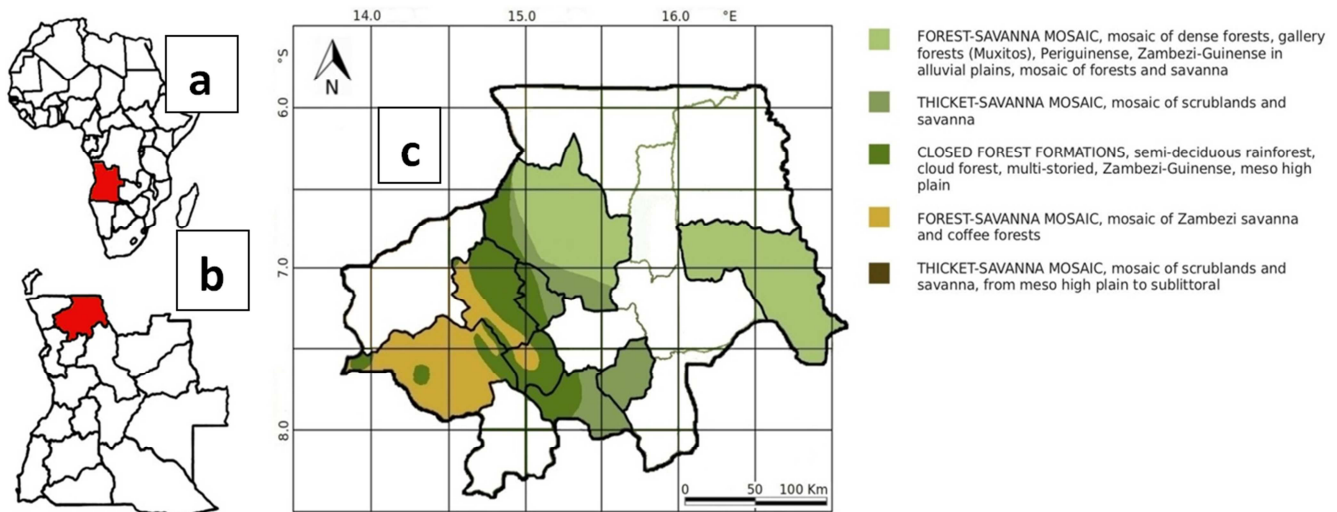 a
b
c
14.0 15.0 16.0 °E
°S
6.0
7.0
8.0
N
0 50 100 Km
FOREST-SAVANNA MOSAIC, mosaic of dense forests, gallery
forests (Muxitos), Periguinense, Zambezi-Guinense in
alluvial plains, mosaic of forests and savanna
THICKET-SAVANNA MOSAIC, mosaic of scrublands and
savanna
CLOSED FOREST FORMATIONS, semi-deciduous rainforest,
cloud forest, multi-storied, Zambezi-Guinense, meso high
plain
FOREST-SAVANNA MOSAIC, mosaic of Zambezi savanna
and coffee forests
THICKET-SAVANNA MOSAIC, mosaic of scrublands and
savanna, from meso high plain to sublittoral